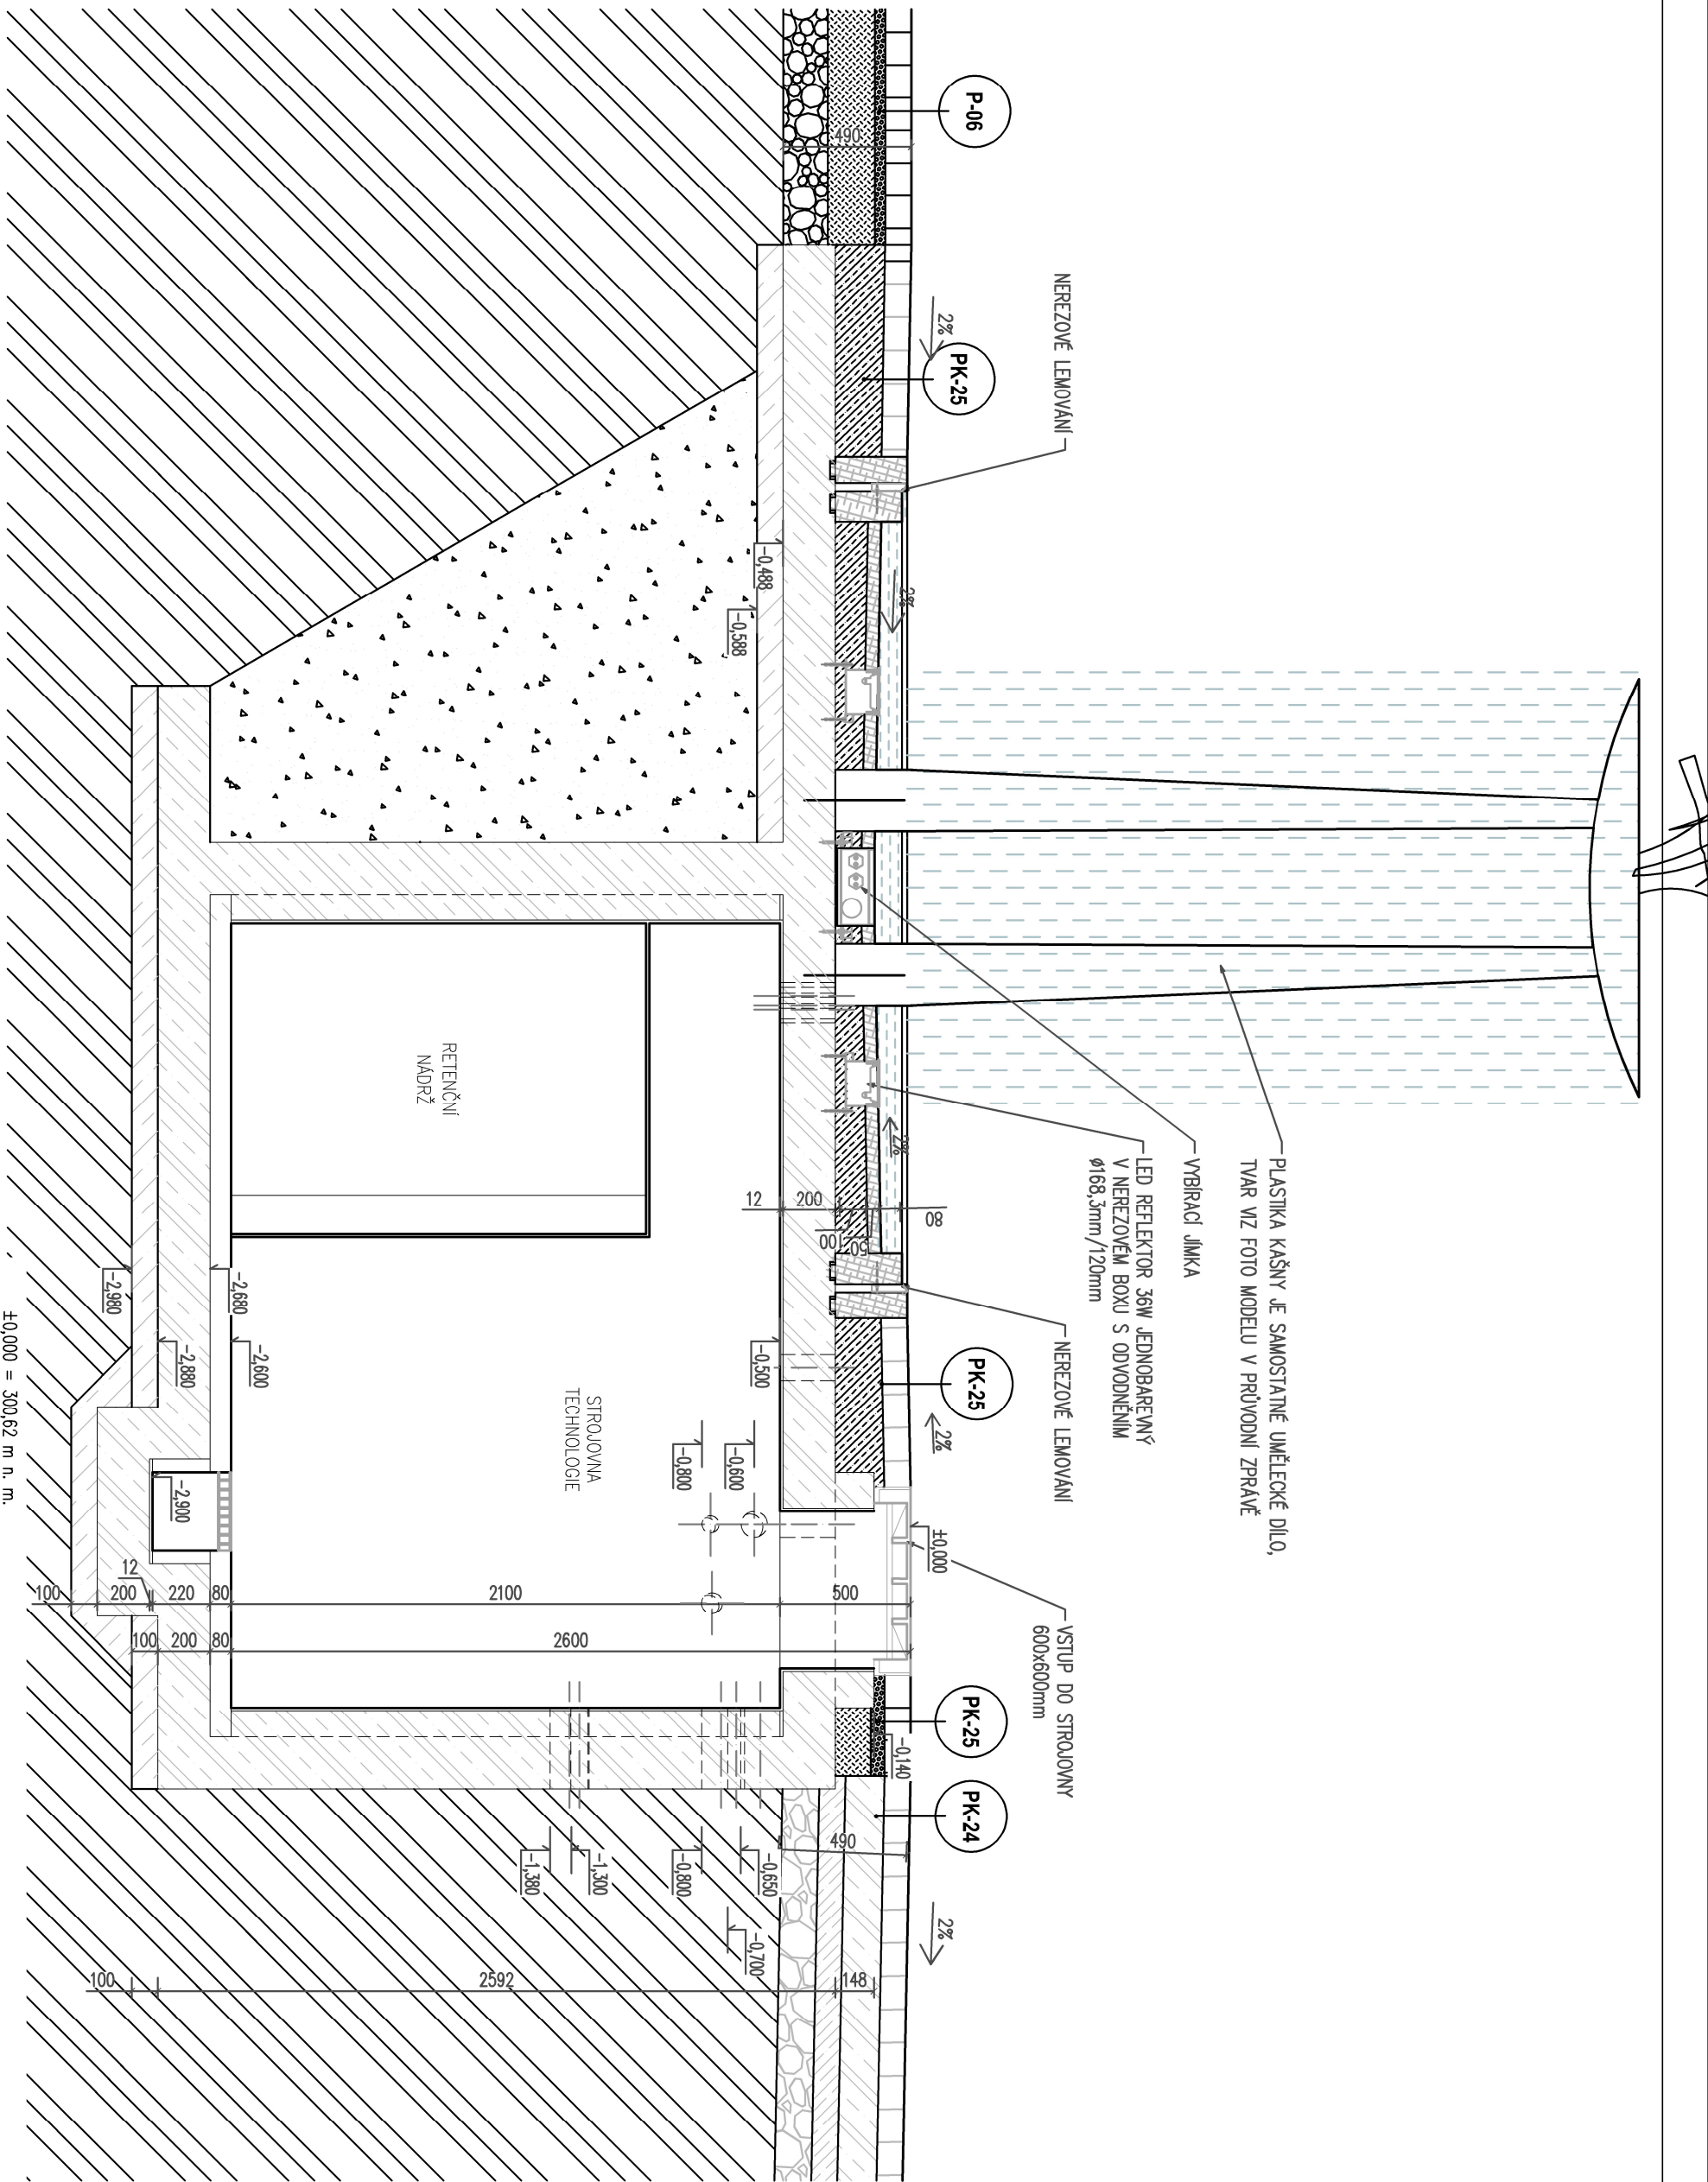 PLASTIKA KAŠNY JE SAMOSTATNÉ UMĚLECKÉ DÍLO,
TVAR VIZ FOTO MODELU V PRŮVODNÍ ZPRÁVĚ
VYBÍRACÍ JÍMKA
LED REFLEKTOR 36W JEDNOBAREVNÝ
V NEREZOVÉM BOXU S ODVODNĚNÍM
ø168,3mm/120mm
NEREZOVÉ LEMOVÁNÍ
NEREZOVÉ LEMOVÁNÍ
VSTUP DO STROJOVNY
600x600mm
P-06
PK-25
PK-25
PK-25
PK-24
2%
2%
2%
2%
2%
±0,000
-0,140
490
80
50
100
200
12
500
148
490
-0,488
-0,588
-0,500
-0,600
-0,800
-0,650
-0,700
-0,800
-1,300
-1,380
RETENČNÍ
NÁDRŽ
STROJOVNA
TECHNOLOGIE
2100
2600
2592
-2,600
-2,680
-2,880
-2,980
-2,900
80
220
12
200
100
80
200
100
100
±0,000 = 300,62 m n. m.